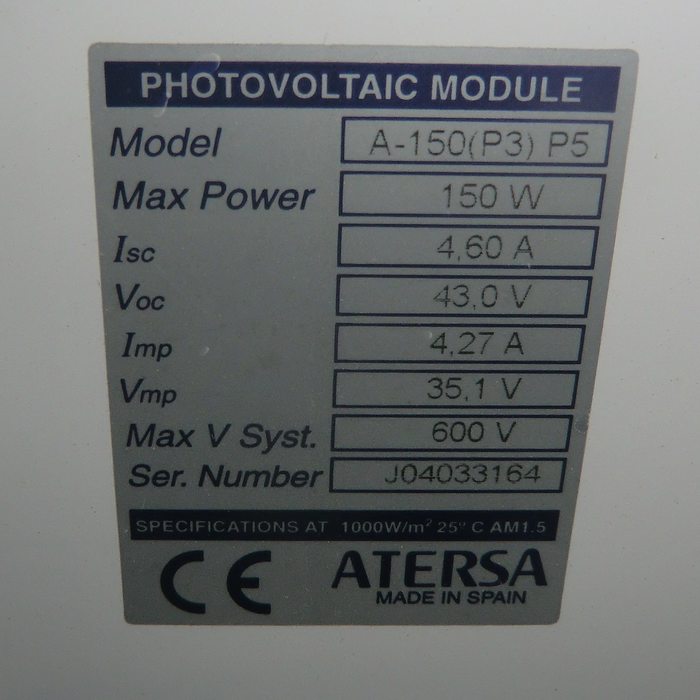 PHOTOVOLTAIC MODULE
Model A-150(P3) P5
Max Power 150 W
Isc 4,60 A
Voc 43,0 V
Imp 4,27 A
Vmp 35,1 V
Max V Syst. 600 V
Ser. Number J04033164
SPECIFICATIONS AT 1000W/m² 25º C AM1.5
CE ATERSA
MADE IN SPAIN